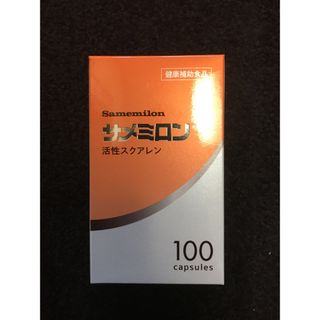 健康補助食品
Samemilon
サメミロン
活性スクアレン
100
capsules